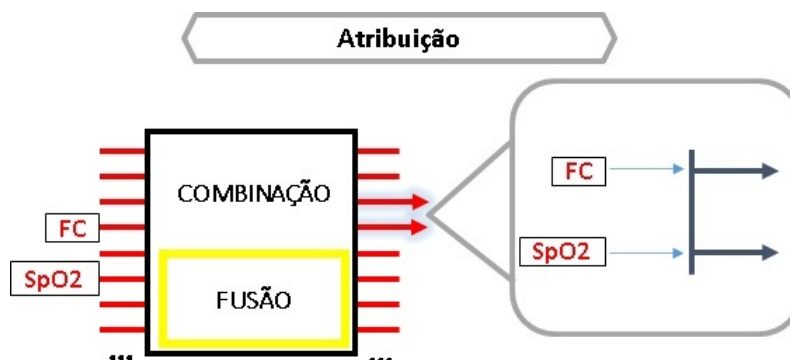 Atribuição
COMBINAÇÃO
FC
FC
SpO2
SpO2
FUSÃO
...
...